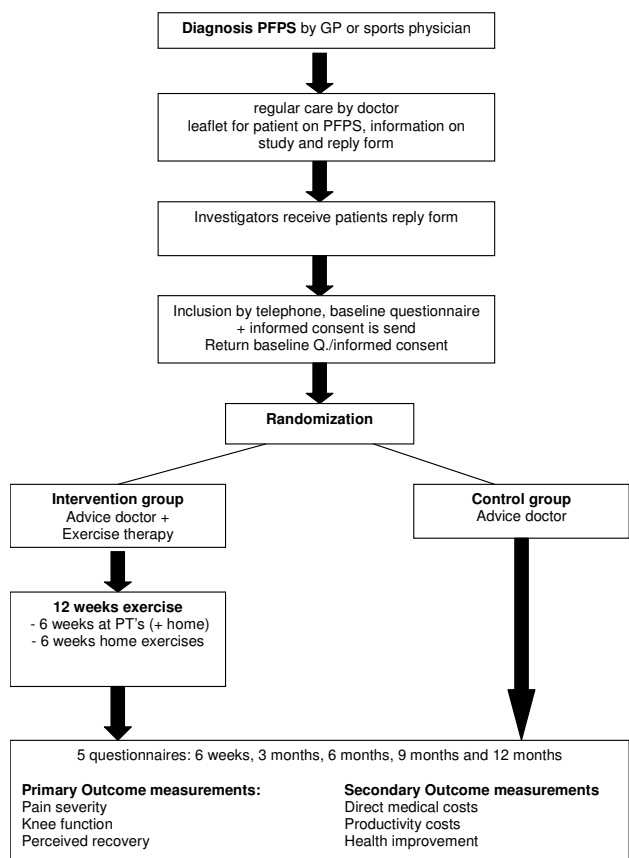 Diagnosis PFPS by GP or sports physician
regular care by doctor
leaflet for patient on PFPS, information on
study and reply form
Investigators receive patients reply form
Inclusion by telephone, baseline questionnaire
+ informed consent is send
Return baseline Q./informed consent
Randomization
Intervention group
Advice doctor +
Exercise therapy
Control group
Advice doctor
12 weeks exercise
- 6 weeks at PT's (+ home)
- 6 weeks home exercises
5 questionnaires: 6 weeks, 3 months, 6 months, 9 months and 12 months
Primary Outcome measurements:
Pain severity
Knee function
Perceived recovery
Secondary Outcome measurements
Direct medical costs
Productivity costs
Health improvement